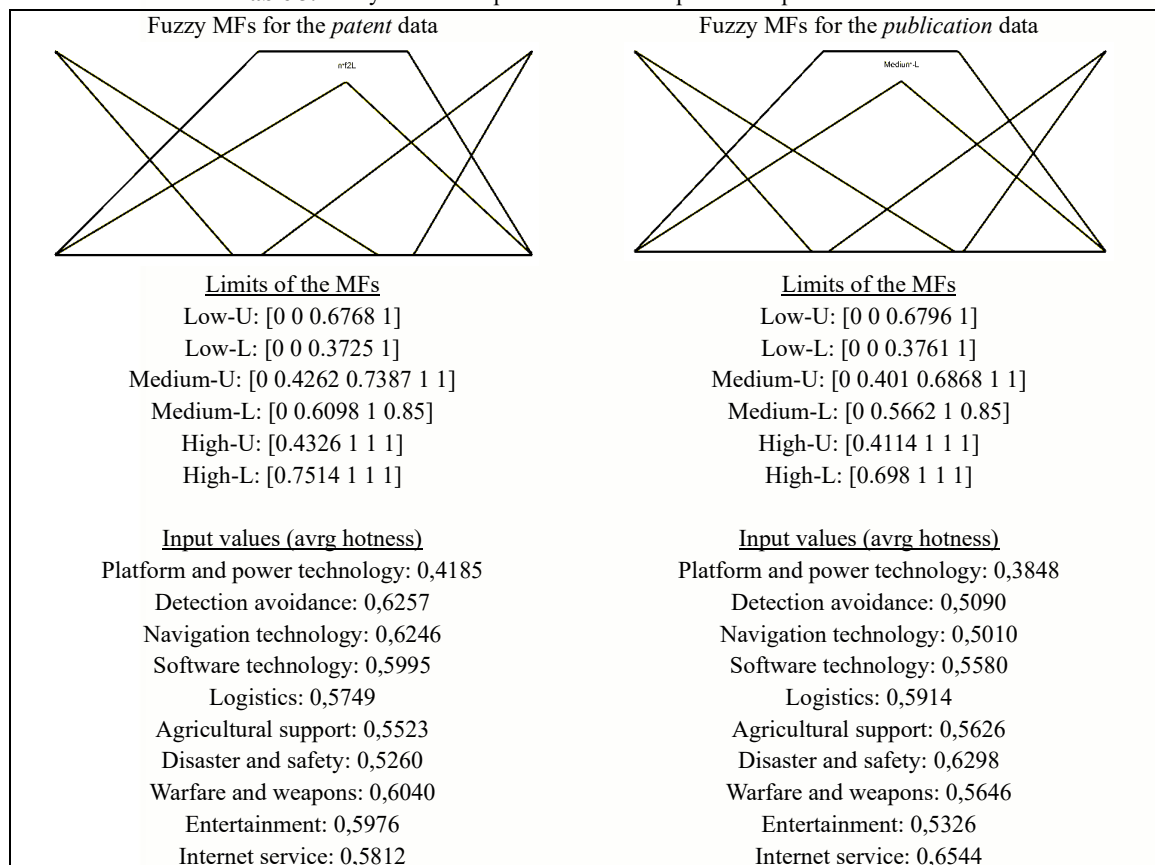 Fuzzy MFs for the patent data
mf2L
Limits of the MFs
Low-U: [0 0 0.6768 1]
Low-L: [0 0 0.3725 1]
Medium-U: [0 0.4262 0.7387 1 1]
Medium-L: [0 0.6098 1 0.85]
High-U: [0.4326 1 1 1]
High-L: [0.7514 1 1 1]
Input values (avrg hotness)
Platform and power technology: 0,4185
Detection avoidance: 0,6257
Navigation technology: 0,6246
Software technology: 0,5995
Logistics: 0,5749
Agricultural support: 0,5523
Disaster and safety: 0,5260
Warfare and weapons: 0,6040
Entertainment: 0,5976
Internet service: 0,5812
Fuzzy MFs for the publication data
Medium-L
Limits of the MFs
Low-U: [0 0 0.6796 1]
Low-L: [0 0 0.3761 1]
Medium-U: [0 0.401 0.6868 1 1]
Medium-L: [0 0.5662 1 0.85]
High-U: [0.4114 1 1 1]
High-L: [0.698 1 1 1]
Input values (avrg hotness)
Platform and power technology: 0,3848
Detection avoidance: 0,5090
Navigation technology: 0,5010
Software technology: 0,5580
Logistics: 0,5914
Agricultural support: 0,5626
Disaster and safety: 0,6298
Warfare and weapons: 0,5646
Entertainment: 0,5326
Internet service: 0,6544